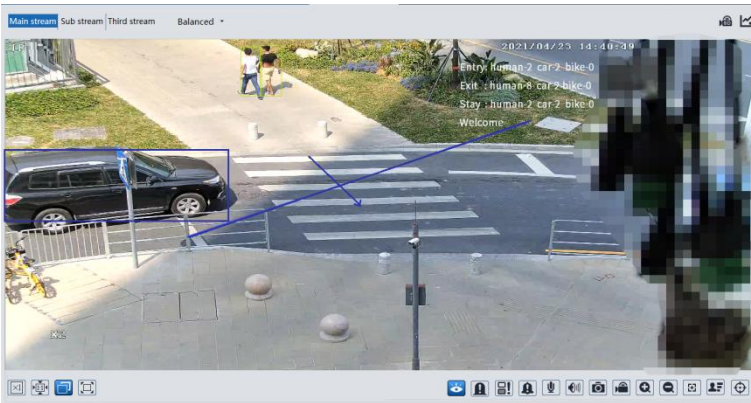 Main stream Sub stream Third stream Balanced
2021/04/23 14:40:49
Entry: human-2 car-2 bike-0
Exit : human-8 car-2 bike-0
Stay : human-2 car-2 bike-0
Welcome